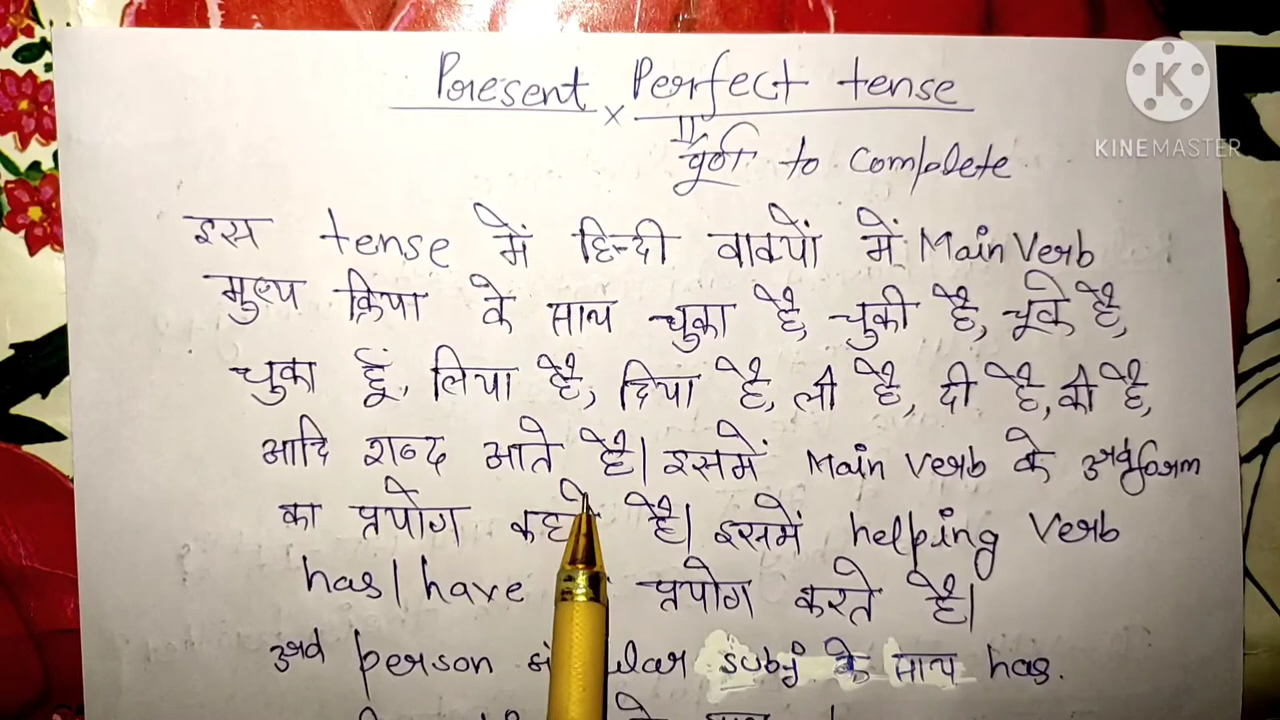 Present Perfect tense
K
×
पूर्ण to complete
KINEMASTER
इस tense में हिन्दी वाक्यों में Main Verb
मुख्य क्रिया के साथ चुका है, चुकी है, चूके है,
चुका हूँ, लिया है, दिया है, ली है, दी है, की है,
आदि शब्द आते है। इसमें Main Verb के 3rd form
का प्रयोग है। इसमें helping Verb
has/have प्रयोग करते है।
3rd person subj के साथ has.